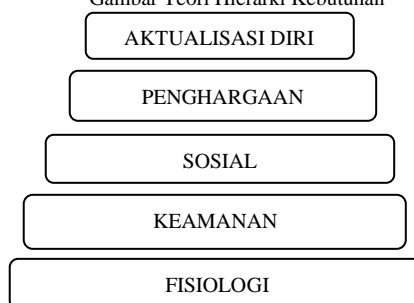 Gambar Teori Hierarki Kebutuhan
AKTUALISASI DIRI
PENGHARGAAN
SOSIAL
KEAMANAN
FISIOLOGI